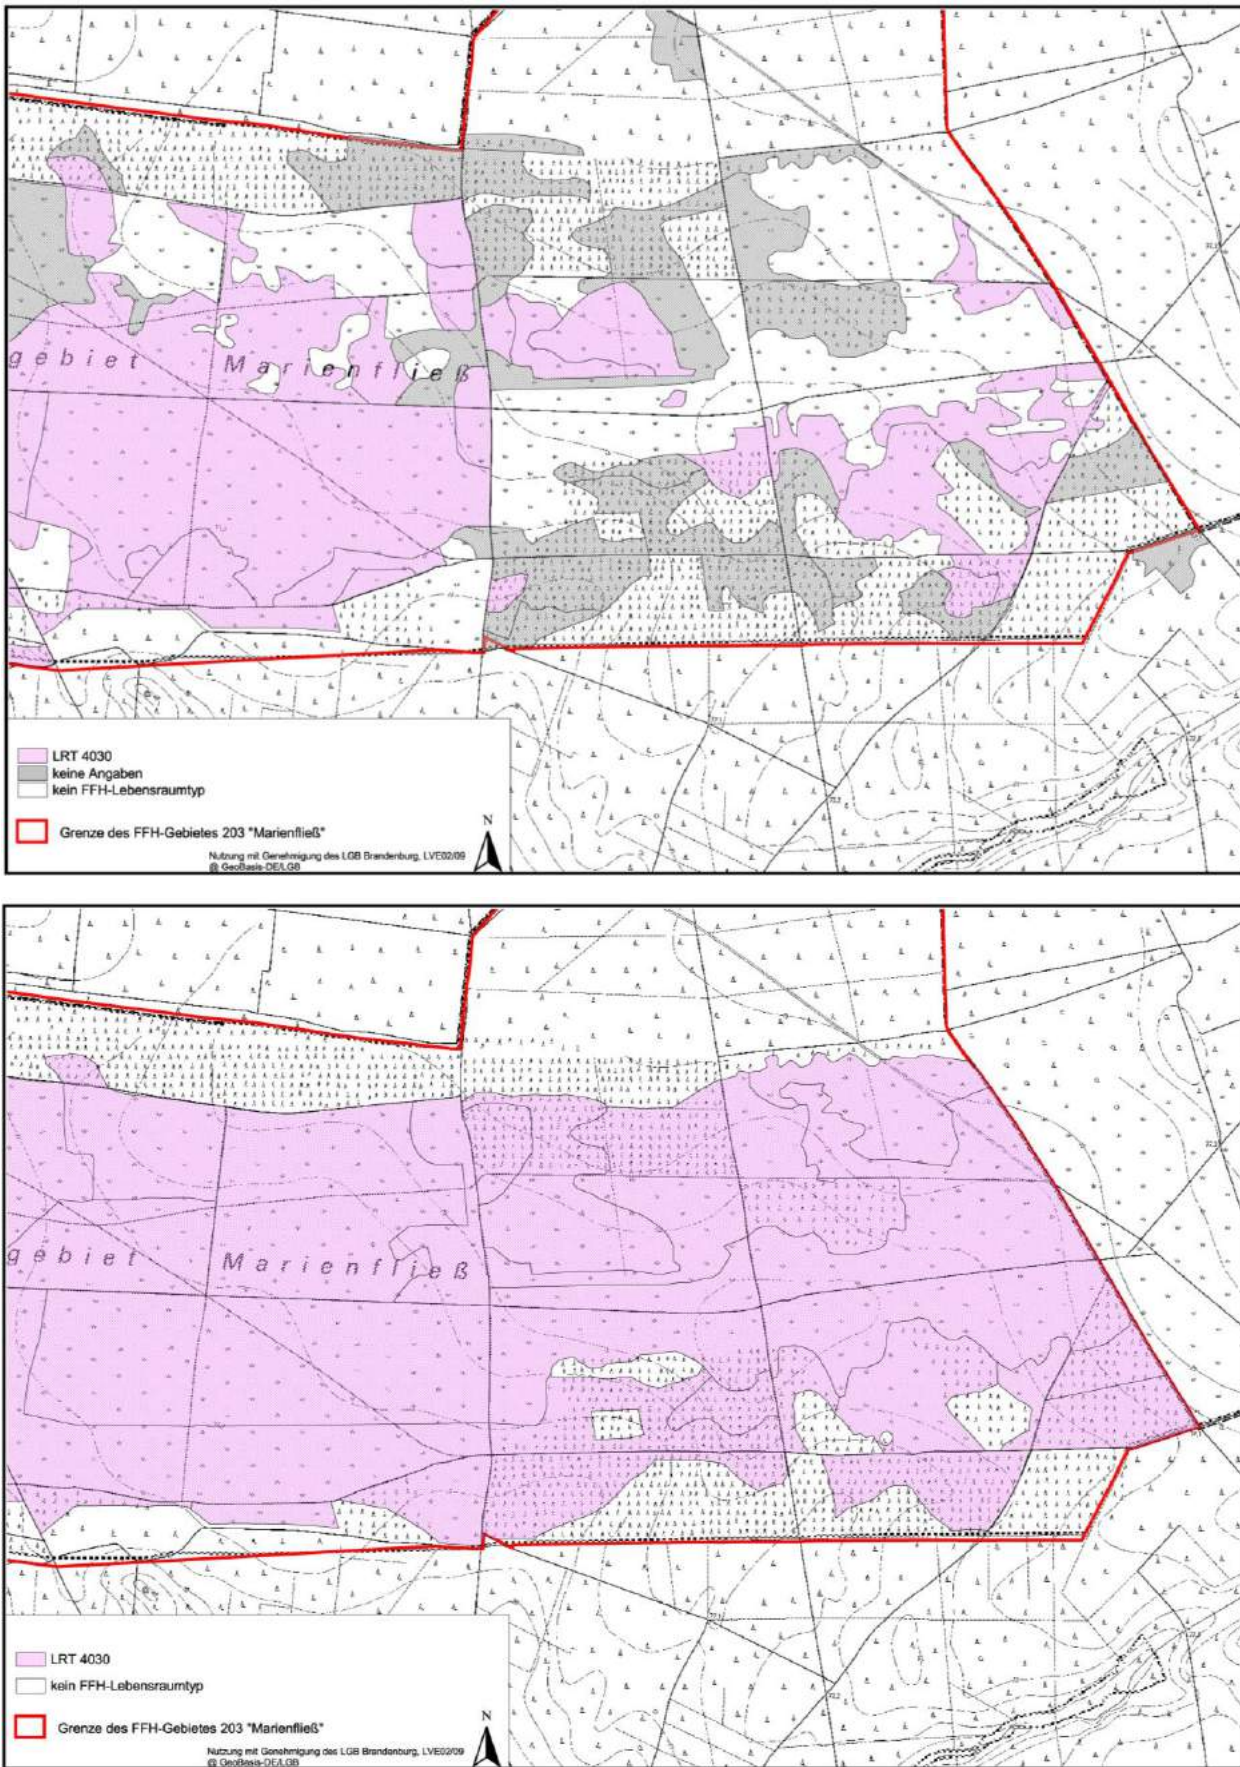 gebiet Marienfließ
LRT 4030
keine Angaben
kein FFH-Lebensraumtyp
Grenze des FFH-Gebietes 203 "Marienfließ"
N
Nutzung mit Genehmigung des LGB Brandenburg, LVE02/09
@ GeoBasis-DE/LGB
gebiet Marienfließ
LRT 4030
kein FFH-Lebensraumtyp
Grenze des FFH-Gebietes 203 "Marienfließ"
N
Nutzung mit Genehmigung des LGB Brandenburg, LVE02/09
@ GeoBasis-DE/LGB